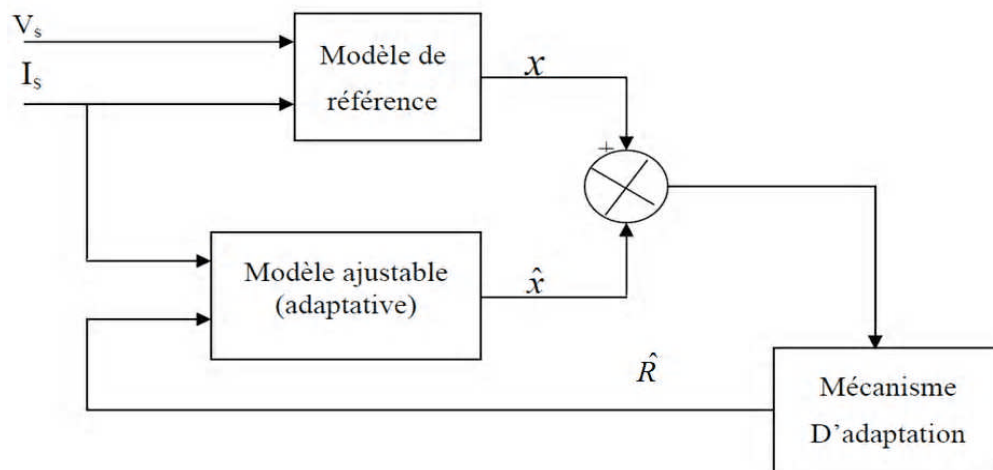 Vₛ
Iₛ
Modèle de
référence
x
+
Modèle ajustable
(adaptative)
x̂
R̂
Mécanisme
D’adaptation